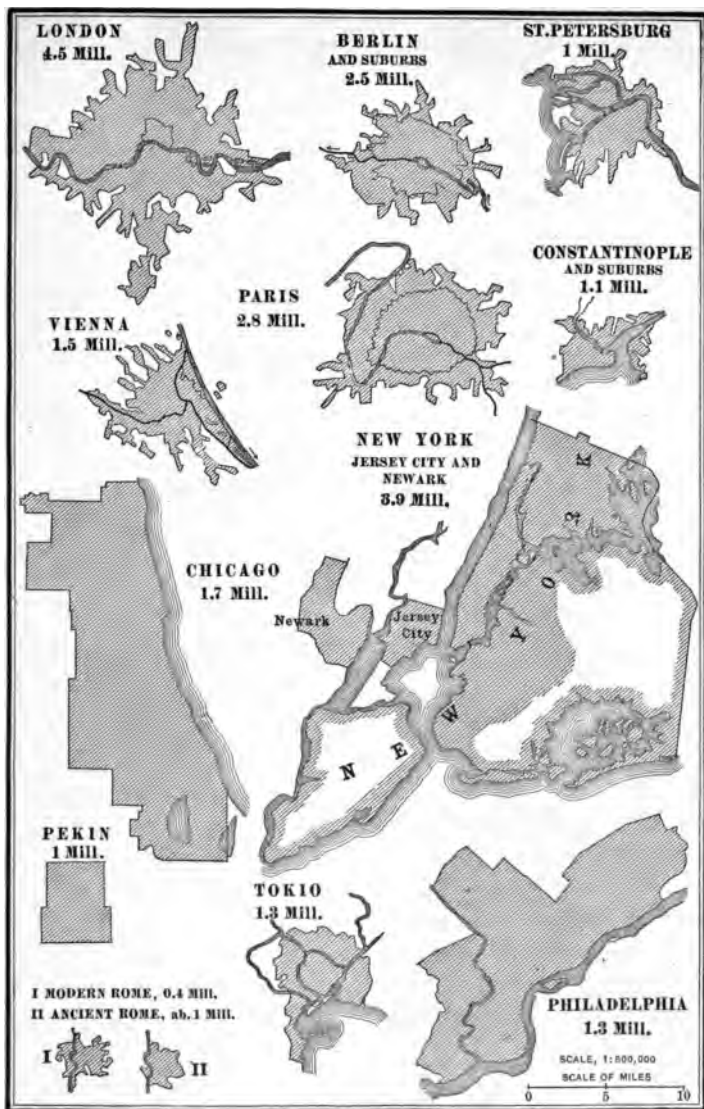 LONDON
4.5 Mill.
BERLIN
AND SUBURBS
2.5 Mill.
ST.PETERSBURG
1 Mill.
CONSTANTINOPLE
AND SUBURBS
1.1 Mill.
PARIS
2.8 Mill.
VIENNA
1.5 Mill.
NEW YORK
JERSEY CITY AND
NEWARK
3.9 Mill.
CHICAGO
1.7 Mill.
Newark
Jersey
City
NEW YORK
PEKIN
1 Mill.
TOKIO
1.3 Mill.
I MODERN ROME, 0.4 Mill.
II ANCIENT ROME, ab. 1 Mill.
I
II
PHILADELPHIA
1.3 Mill.
SCALE, 1:800,000
SCALE OF MILES
0 5 10